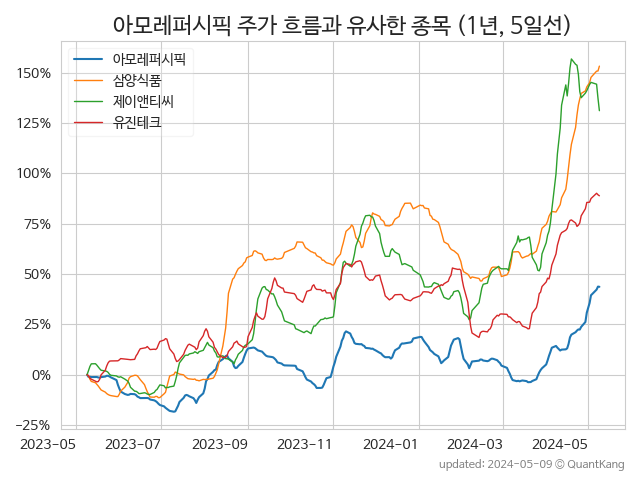 아모레퍼시픽 주가 흐름과 유사한 종목 (1년, 5일선)
아모레퍼시픽
삼양식품
제이앤티씨
유진테크
150%
125%
100%
75%
50%
25%
0%
−25%
2023-05 2023-07 2023-09 2023-11 2024-01 2024-03 2024-05
updated: 2024-05-09 © QuantKang